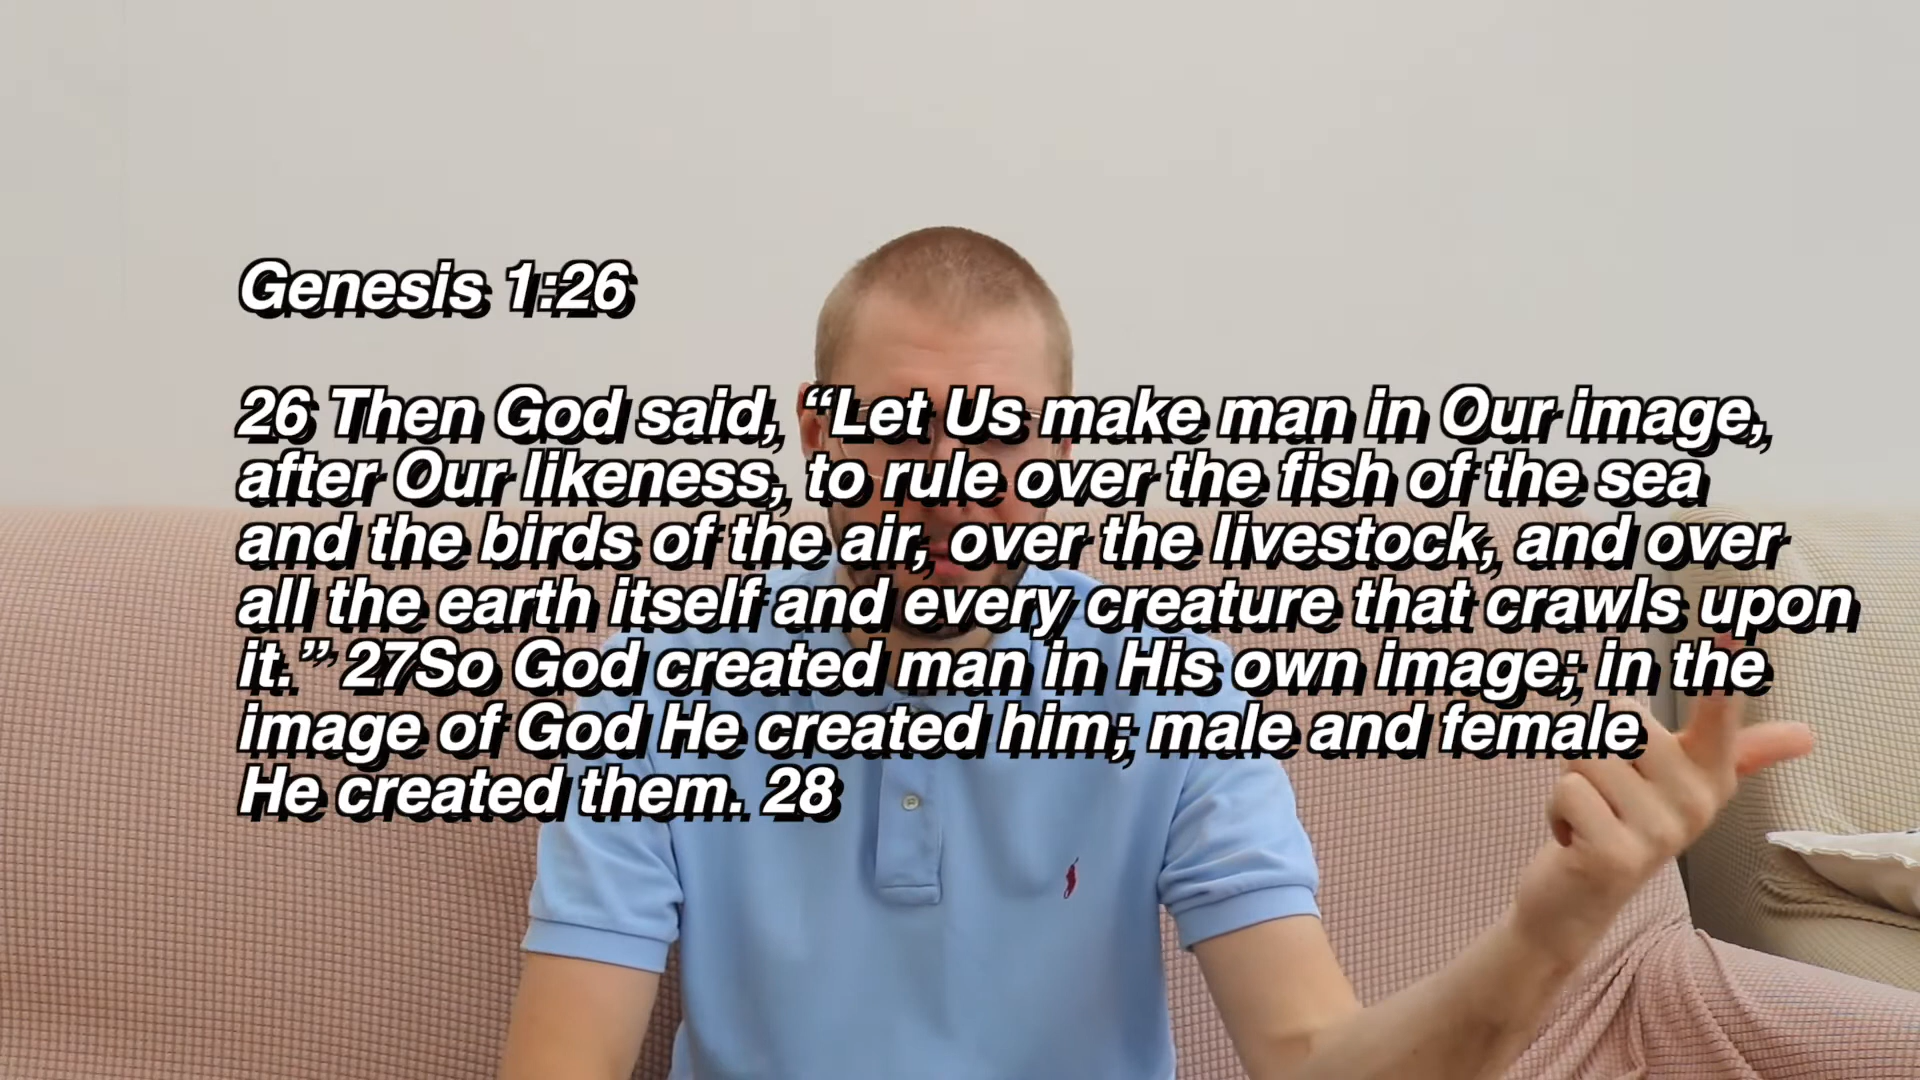 Genesis 1:26
26 Then God said, “Let Us make man in Our image,
after Our likeness, to rule over the fish of the sea
and the birds of the air, over the livestock, and over
all the earth itself and every creature that crawls upon
it.” 27So God created man in His own image; in the
image of God He created him; male and female
He created them. 28